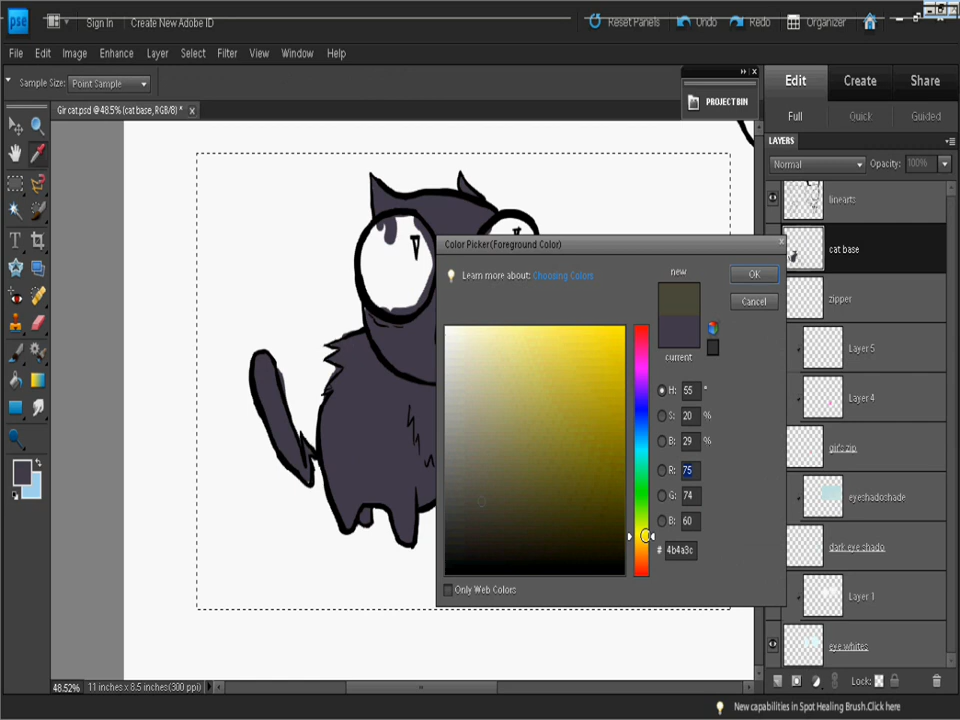 pse
Sign In
Create New Adobe ID
Reset Panels
Undo
Redo
Organizer
File Edit Image Enhance Layer Select Filter View Window Help
Sample Size: Point Sample
Edit
Create
Share
Full
Quick
Guided
Gir cat.psd @ 48.5% (cat base, RGB/8) *
PROJECT BIN
LAYERS
Normal
Opacity: 100%
linearts
cat base
zipper
Layer 5
Layer 4
gir's zip
eyeshadoshade
dark eye shado
Layer 1
eye whites
Lock:
Color Picker(Foreground Color)
Learn more about: Choosing Colors
new
current
OK
Cancel
H: 55 °
S: 20 %
B: 29 %
R: 75
G: 74
B: 60
# 4b4a3c
Only Web Colors
T
48.52%
11 inches x 8.5 inches (300 ppi)
New capabilities in Spot Healing Brush.Click here